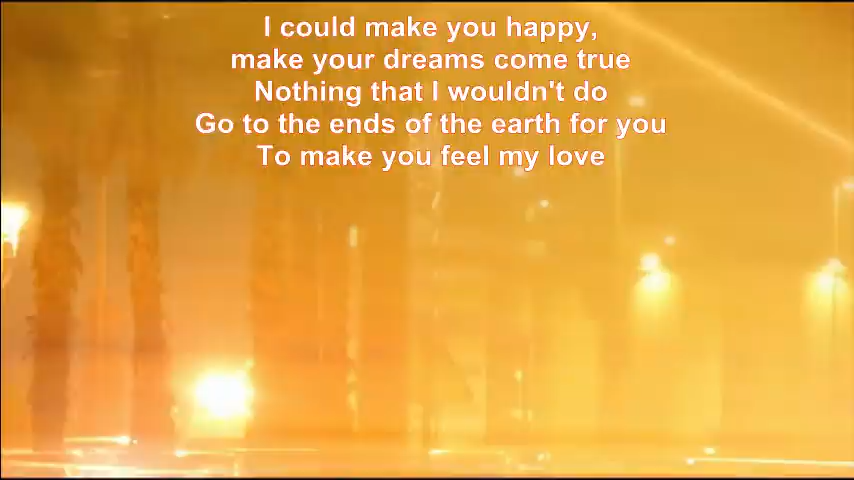 I could make you happy,
make your dreams come true
Nothing that I wouldn't do
Go to the ends of the earth for you
To make you feel my love